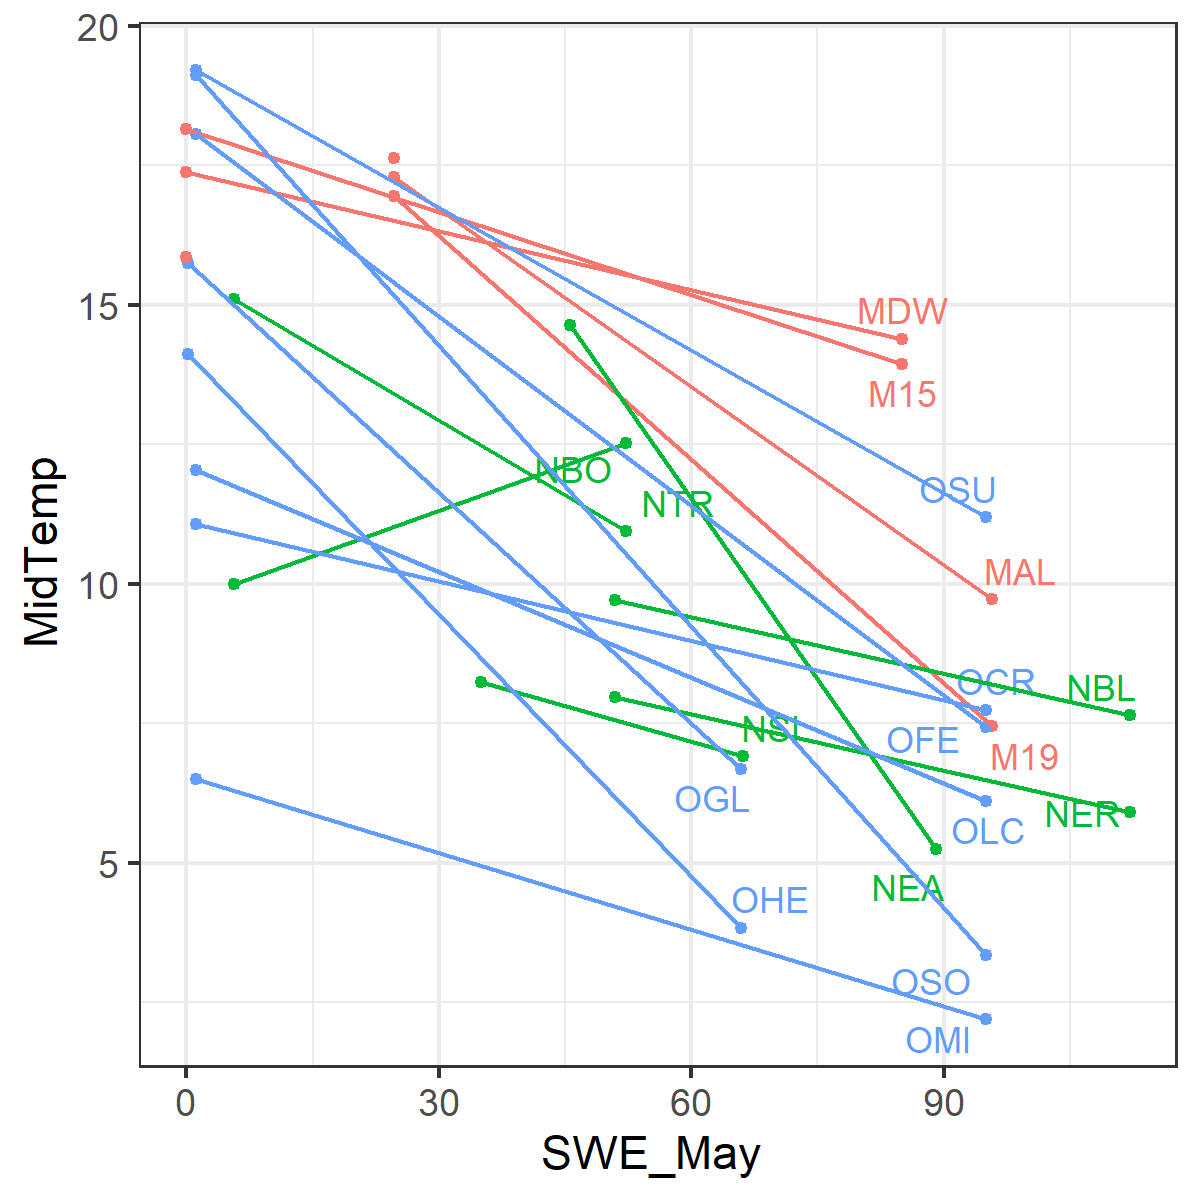 20
15
10
5
MidTemp
MDW
M15
OSU
NBO
NTR
MAL
OCR
NBL
NSI
OFE
M19
OGL
NER
OLC
NEA
OHE
OSO
OMI
0 30 60 90
SWE_May